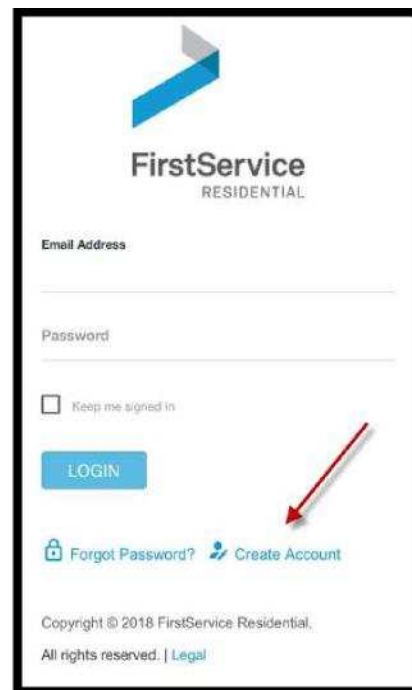 FirstService
RESIDENTIAL
Email Address
Password
Keep me signed in
LOGIN
Forgot Password? Create Account
Copyright © 2018 FirstService Residential.
All rights reserved. | Legal